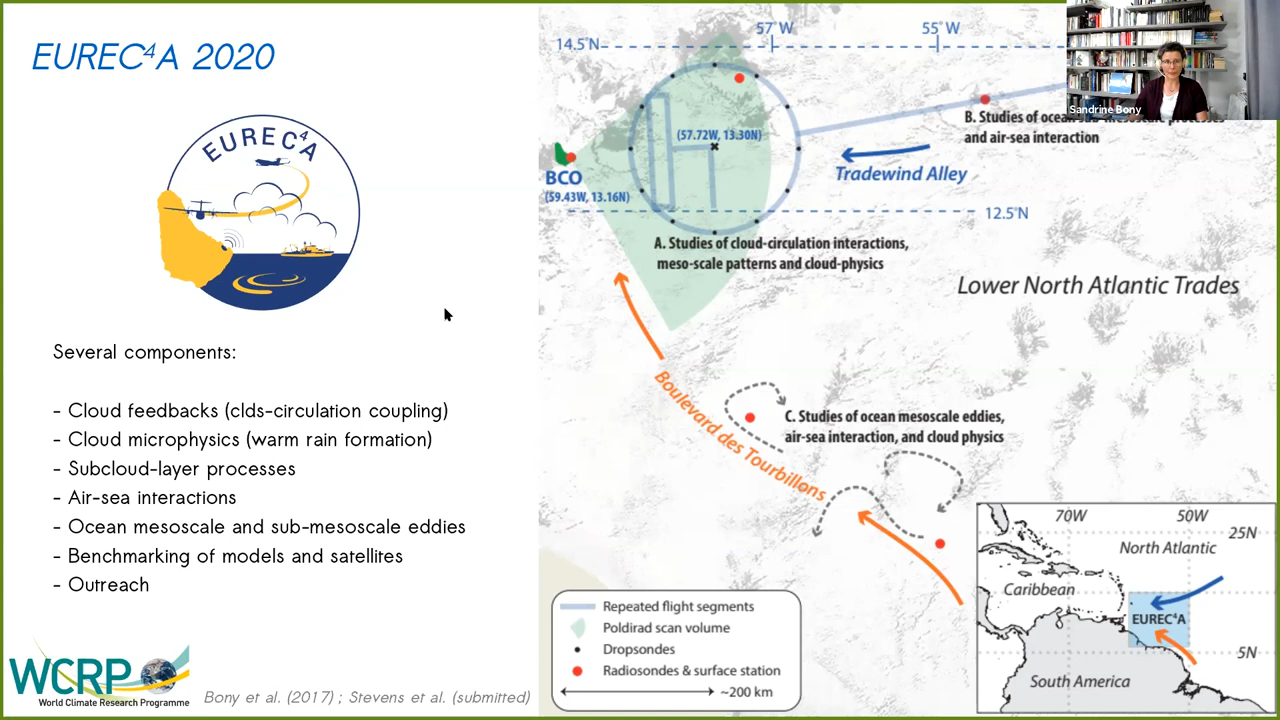 EUREC⁴A 2020
EUREC⁴A
Several components:
- Cloud feedbacks (clds-circulation coupling)
- Cloud microphysics (warm rain formation)
- Subcloud-layer processes
- Air-sea interactions
- Ocean mesoscale and sub-mesoscale eddies
- Benchmarking of models and satellites
- Outreach
WCRP
World Climate Research Programme
Bony et al. (2017) ; Stevens et al. (submitted)
57°W
55°W
14.5°N
Sandrine Bony
B. Studies of ocean sub-mesoscale processes
and air-sea interaction
(57.72W, 13.30N)
BCO
(59.43W, 13.16N)
Tradewind Alley
12.5°N
A. Studies of cloud-circulation interactions,
meso-scale patterns and cloud-physics
Lower North Atlantic Trades
Boulevard des Tourbillons
C. Studies of ocean mesoscale eddies,
air-sea interaction, and cloud physics
Repeated flight segments
Poldirad scan volume
Dropsondes
Radiosondes & surface station
~200 km
70W
50W
25N
North Atlantic
Caribbean
EUREC⁴A
5N
South America